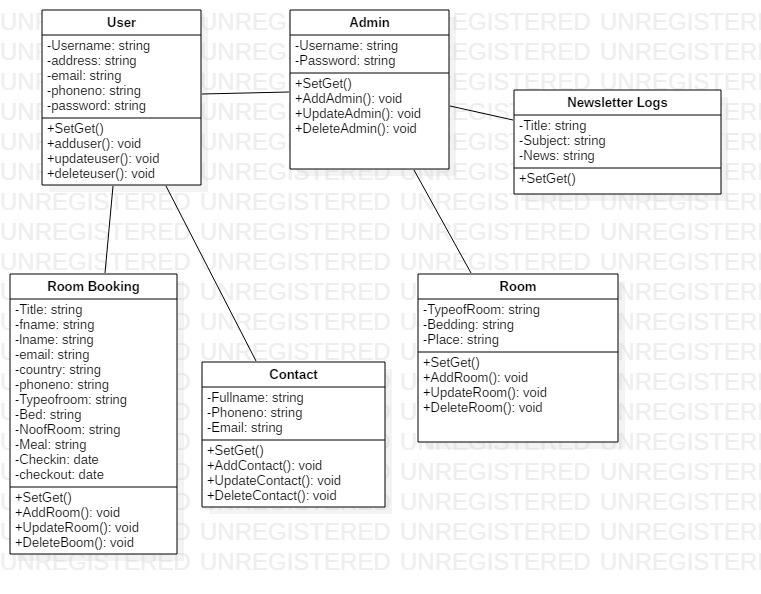 User
-Username: string
-address: string
-email: string
-phoneno: string
-password: string
+SetGet()
+adduser(): void
+updateuser(): void
+deleteuser(): void
Admin
-Username: string
-Password: string
+SetGet()
+AddAdmin(): void
+UpdateAdmin(): void
+DeleteAdmin(): void
Newsletter Logs
-Title: string
-Subject: string
-News: string
+SetGet()
Room Booking
-Title: string
-fname: string
-lname: string
-email: string
-country: string
-phoneno: string
-Typeofroom: string
-Bed: string
-NoofRoom: string
-Meal: string
-Checkin: date
-checkout: date
+SetGet()
+AddRoom(): void
+UpdateRoom(): void
+DeleteBoom(): void
Contact
-Fullname: string
-Phoneno: string
-Email: string
+SetGet()
+AddContact(): void
+UpdateContact(): void
+DeleteContact(): void
Room
-TypeofRoom: string
-Bedding: string
-Place: string
+SetGet()
+AddRoom(): void
+UpdateRoom(): void
+DeleteRoom(): void
UNREGISTERED